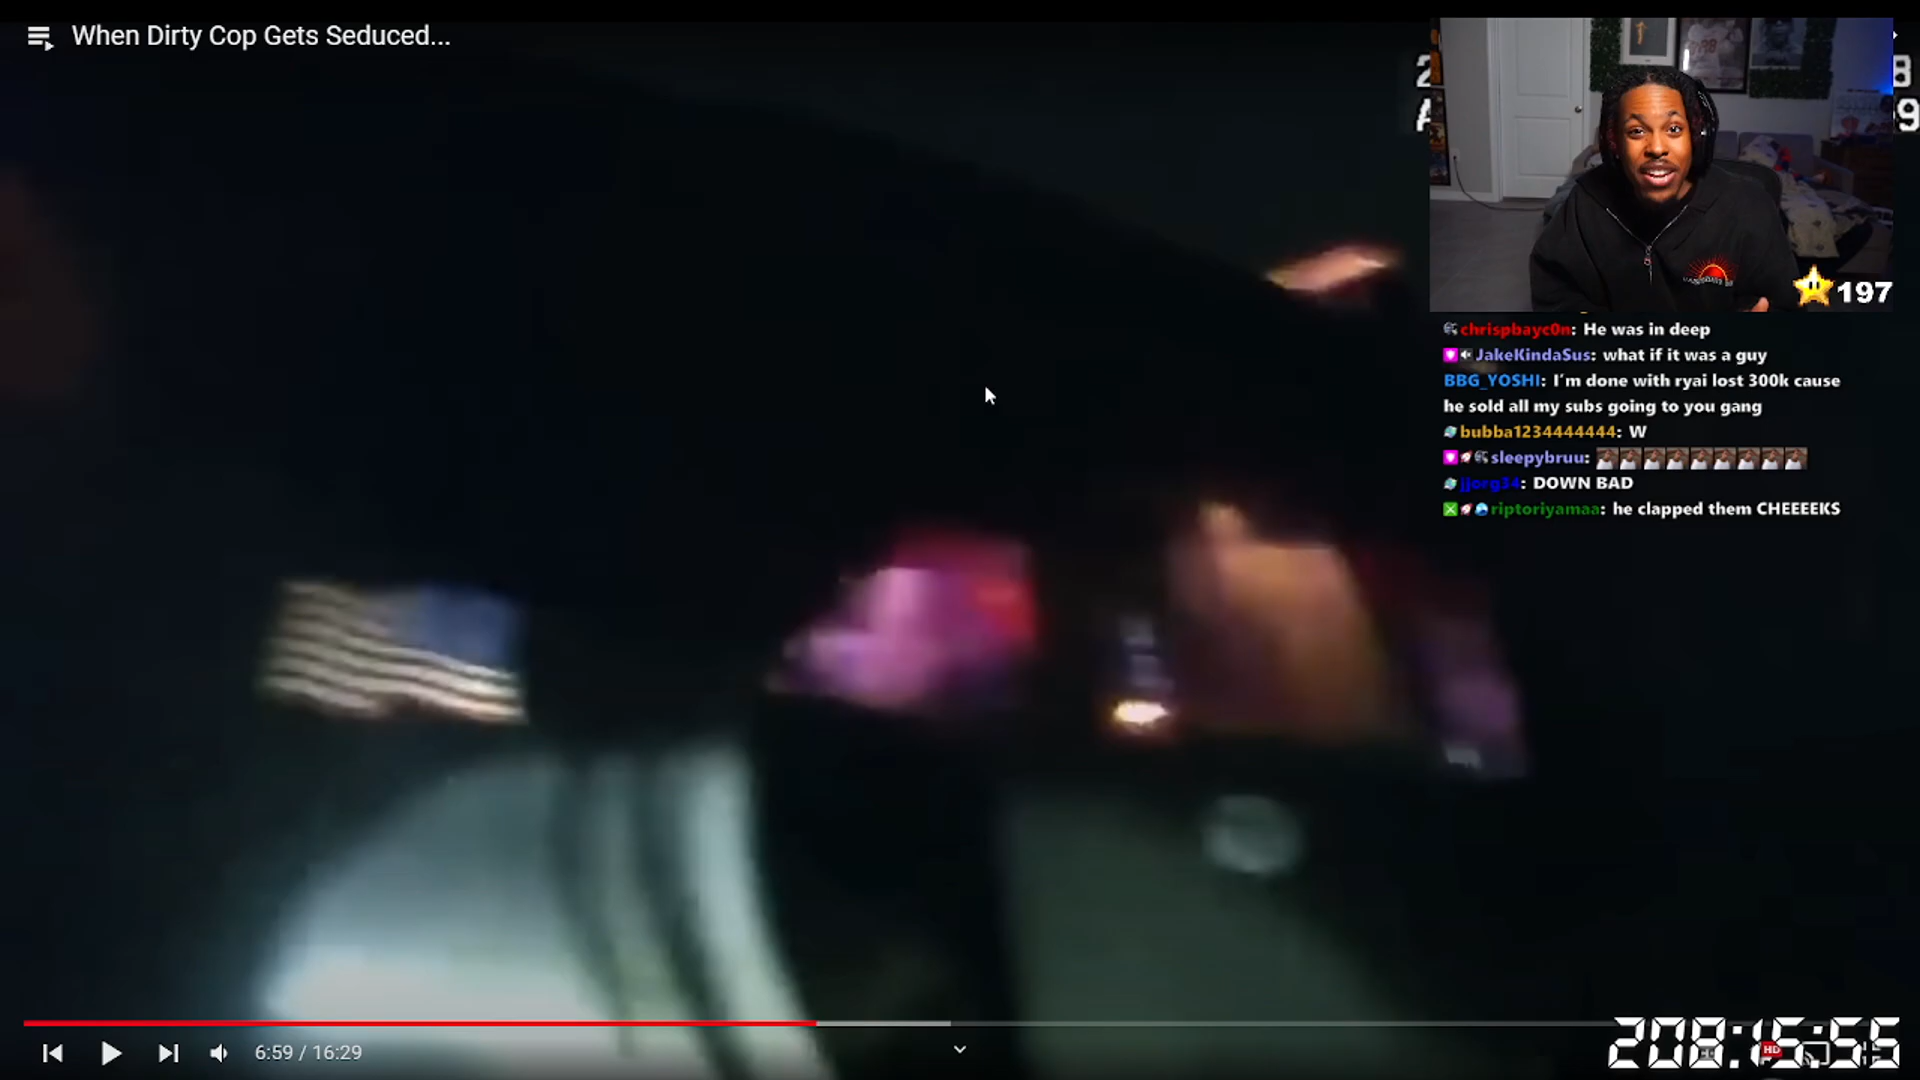 When Dirty Cop Gets Seduced...
197
chrispbayc0n: He was in deep
JakeKindaSus: what if it was a guy
BBG_YOSHI: I'm done with ryai lost 300k cause
he sold all my subs going to you gang
bubba1234444444: W
sleepybruu:
jjorg34: DOWN BAD
riptoriyamaa: he clapped them CHEEEEKS
6:59 / 16:29
HD
208:15:55